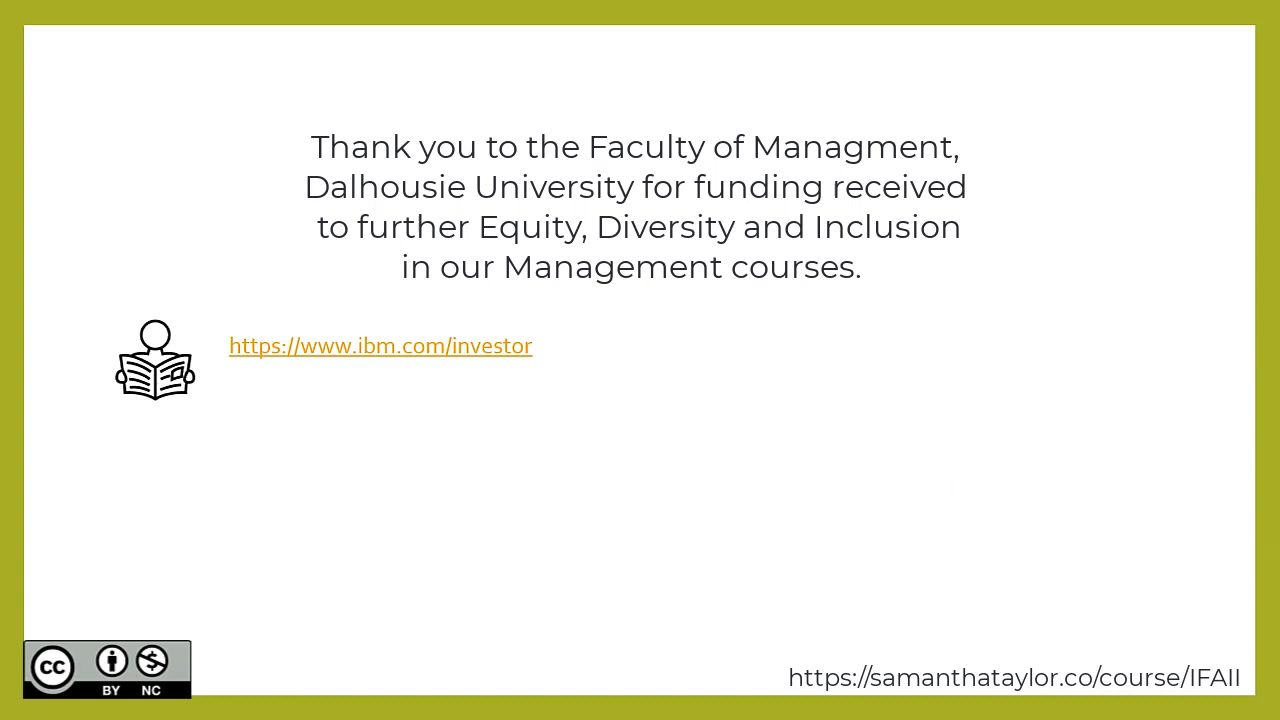 Thank you to the Faculty of Managment,
Dalhousie University for funding received
to further Equity, Diversity and Inclusion
in our Management courses.
https://www.ibm.com/investor
CC
BY NC
https://samanthataylor.co/course/IFAII